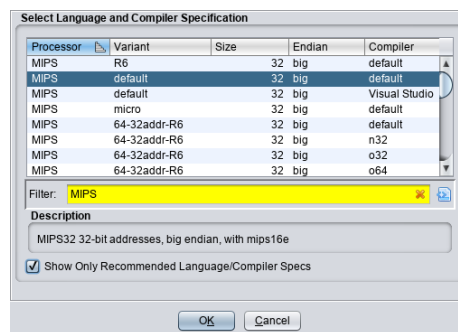 Select Language and Compiler Specification
Processor Variant Size Endian Compiler
MIPS R6 32 big default
MIPS default 32 big default
MIPS default 32 big Visual Studio
MIPS micro 32 big default
MIPS 64-32addr-R6 32 big default
MIPS 64-32addr-R6 32 big n32
MIPS 64-32addr-R6 32 big o32
MIPS 64-32addr-R6 32 big o64
Filter: MIPS
Description
MIPS32 32-bit addresses, big endian, with mips16e
Show Only Recommended Language/Compiler Specs
OK Cancel